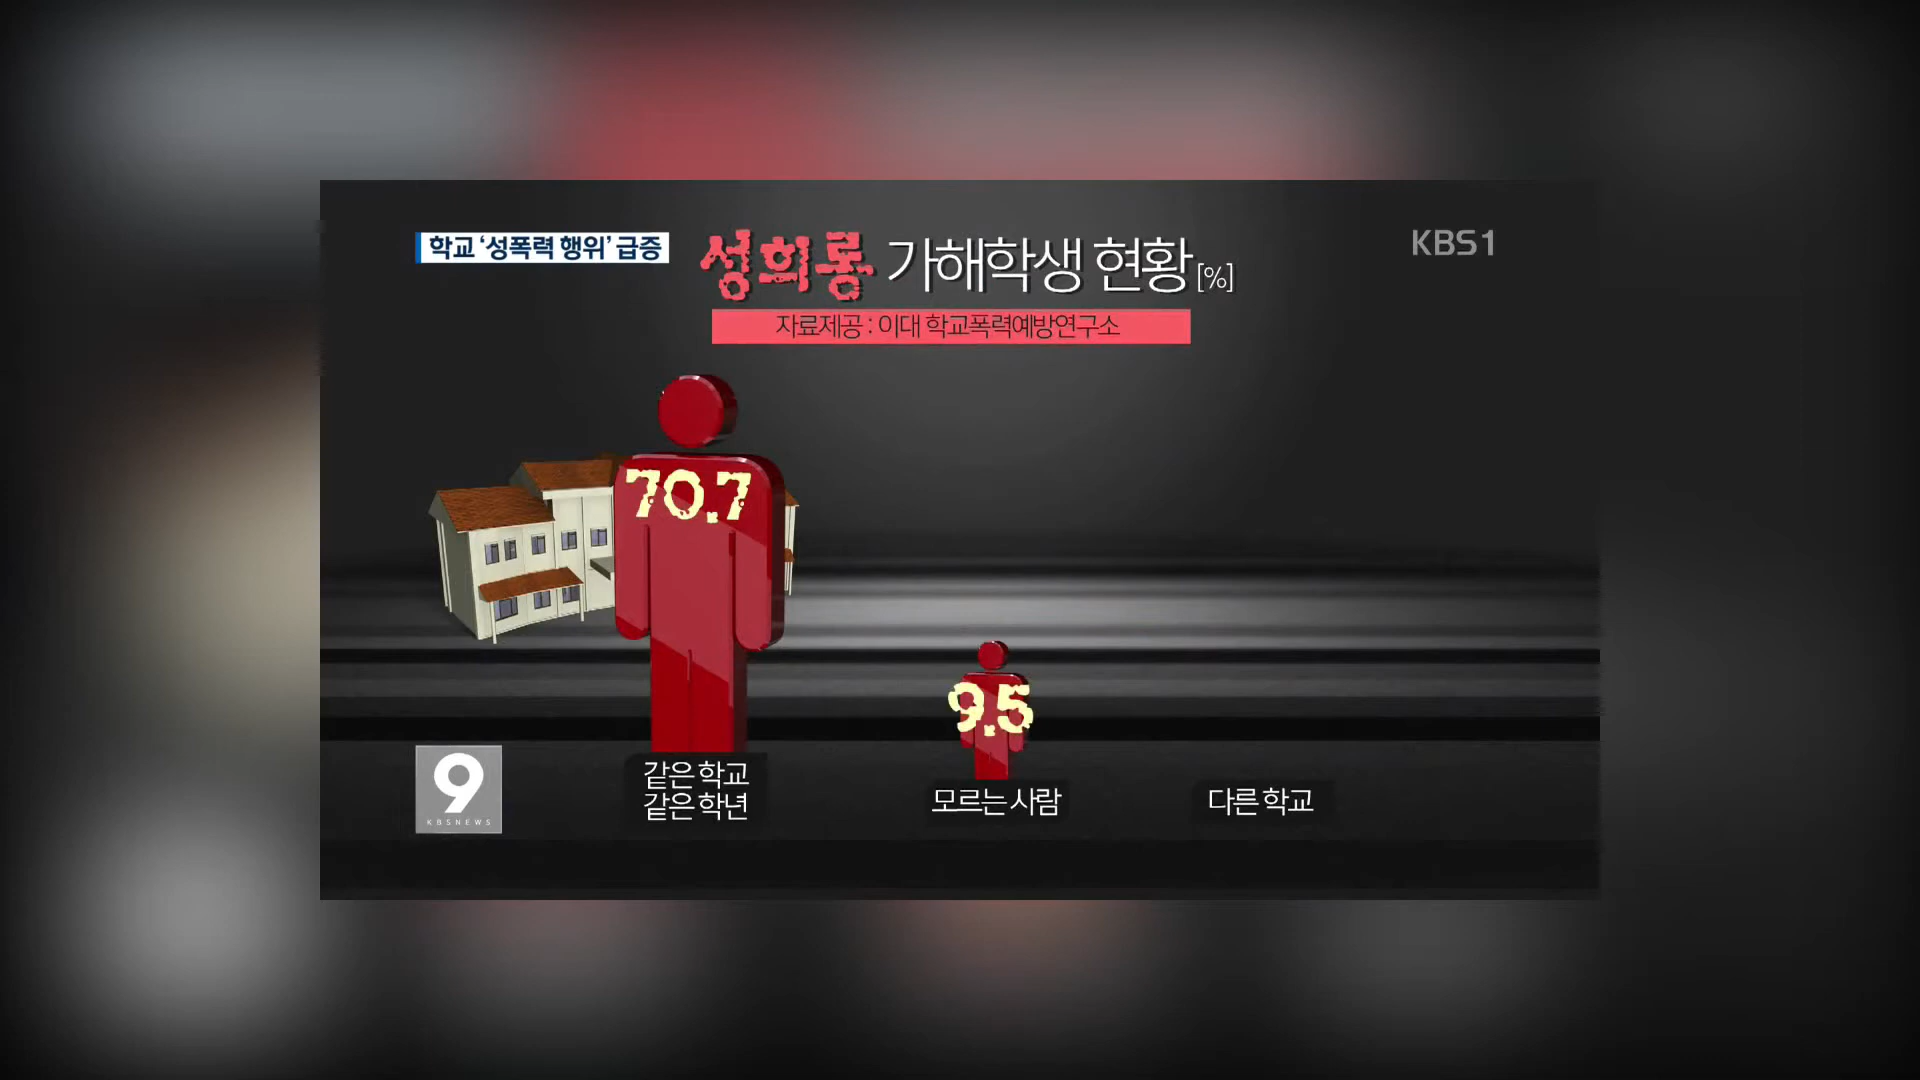 학교 ‘성폭력 행위’ 급증
성희롱 가해학생 현황 [%]
KBS1
자료제공 : 이대 학교폭력예방연구소
70.7
9.5
9
KBSNEWS
같은 학교
같은 학년
모르는 사람
다른 학교